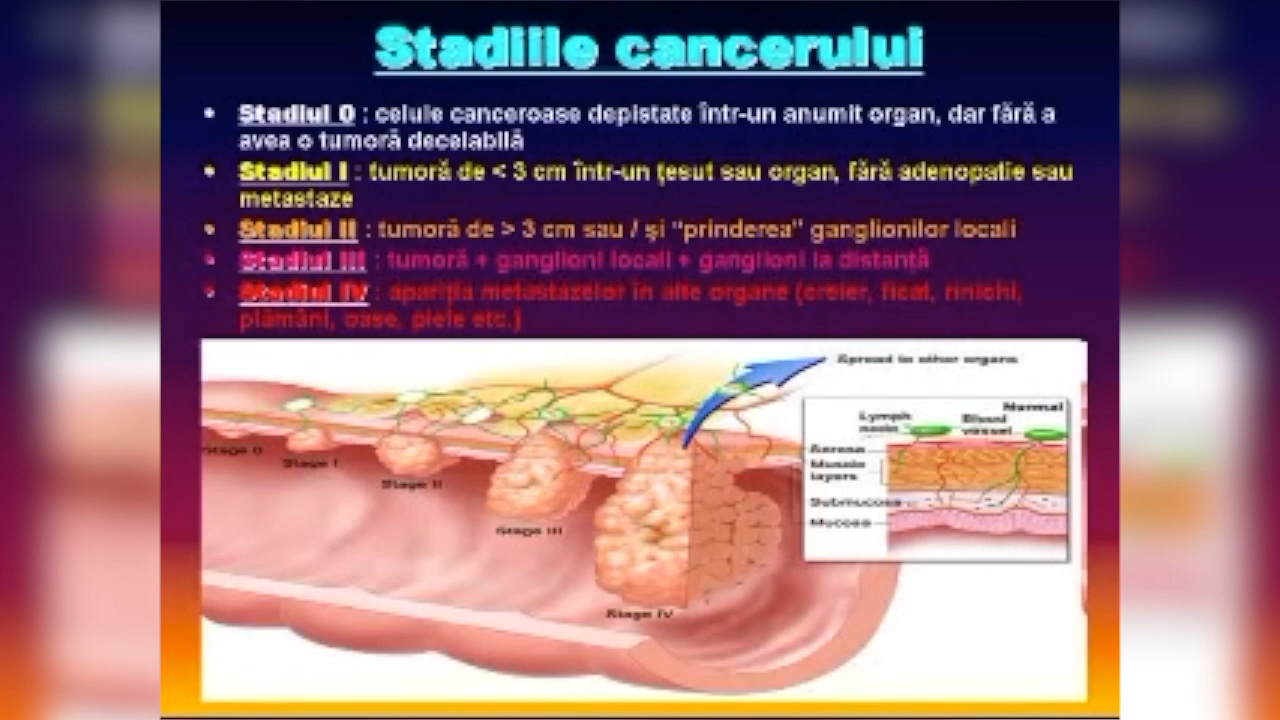 Stadiile cancerului
• Stadiul 0 : celule canceroase depistate într-un anumit organ, dar fără a
avea o tumoră decelabilă
• Stadiul I : tumoră de < 3 cm într-un țesut sau organ, fără adenopatie sau
metastaze
• Stadiul II : tumoră de > 3 cm sau / și "prinderea" ganglionilor locali
• Stadiul III : tumoră + ganglioni locali + ganglioni la distanță
• Stadiul IV : apariția metastazelor în alte organe (creier, ficat, rinichi,
plămâni, oase, piele etc.)
Spread to other organs
Stage 0
Stage I
Stage II
Stage III
Stage IV
Normal
Lymph
node
Blood
vessel
Serosa
Muscle
layers
Submucosa
Mucosa